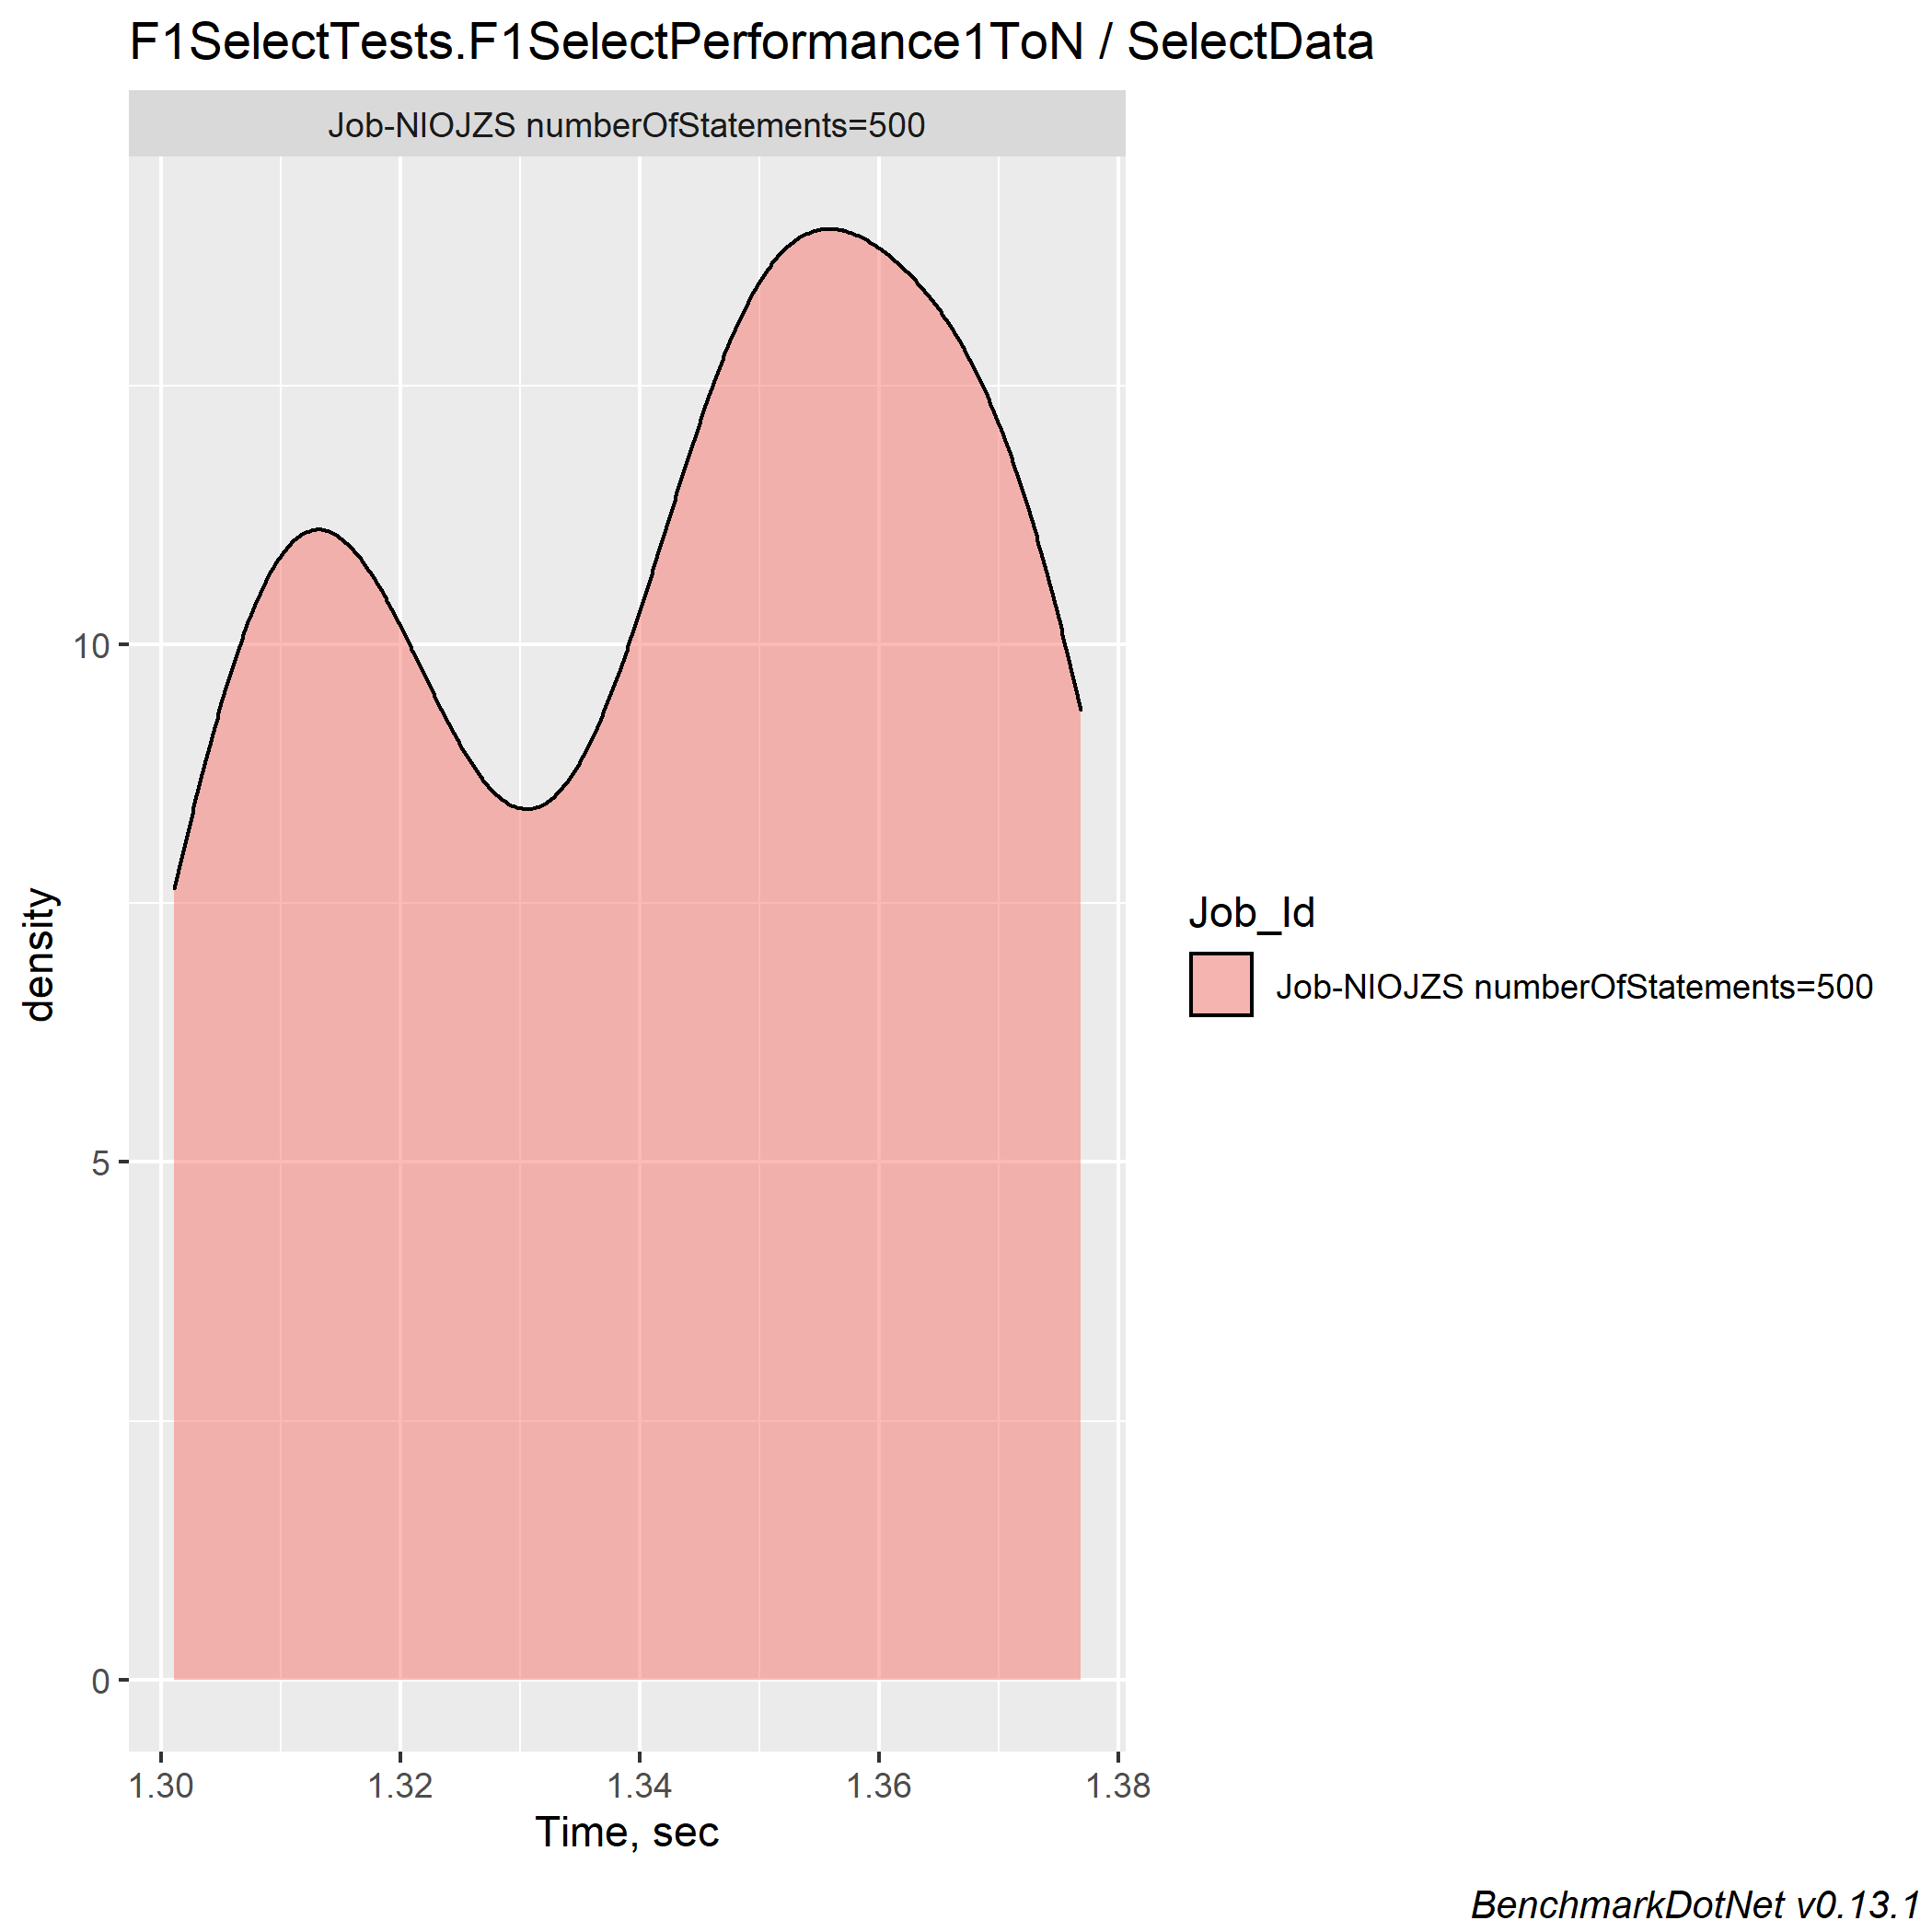 F1SelectTests.F1SelectPerformance1ToN / SelectData
Job-NIOJZS numberOfStatements=500
10
5
0
density
1.30 1.32 1.34 1.36 1.38
Time, sec
Job_Id
Job-NIOJZS numberOfStatements=500
BenchmarkDotNet v0.13.1